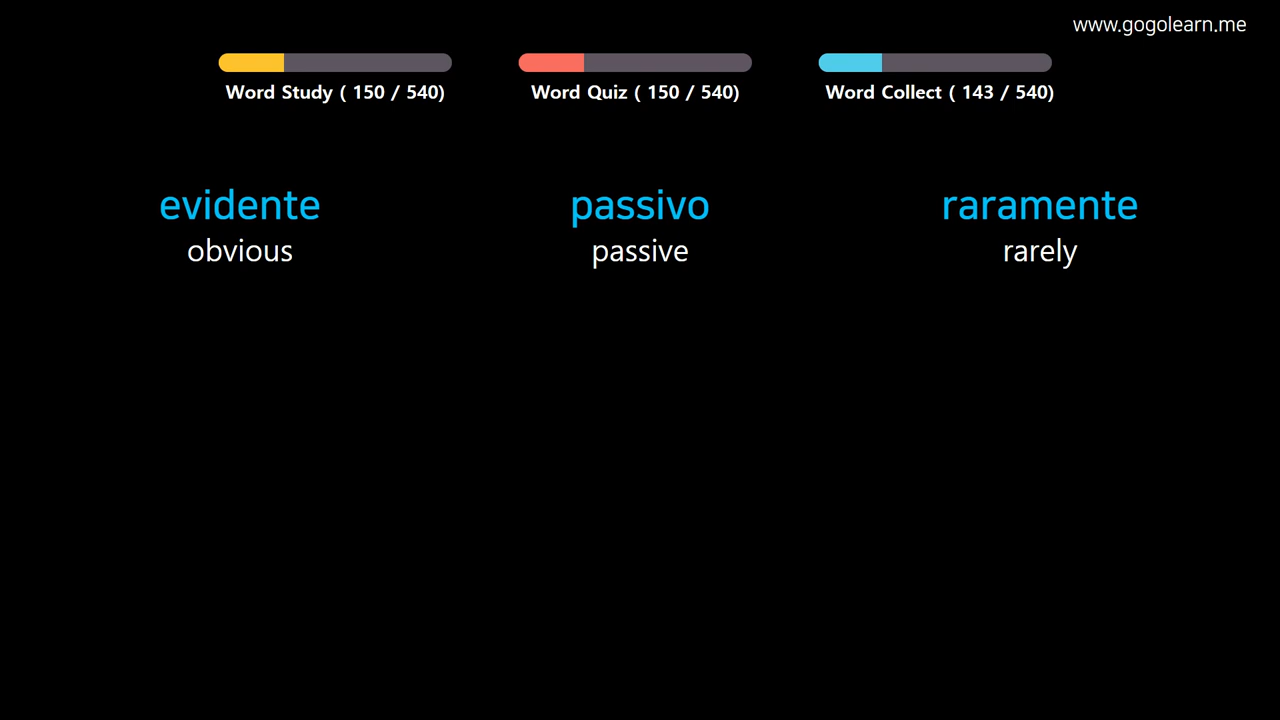 www.gogolearn.me
Word Study ( 150 / 540)
Word Quiz ( 150 / 540)
Word Collect ( 143 / 540)
evidente
obvious
passivo
passive
raramente
rarely